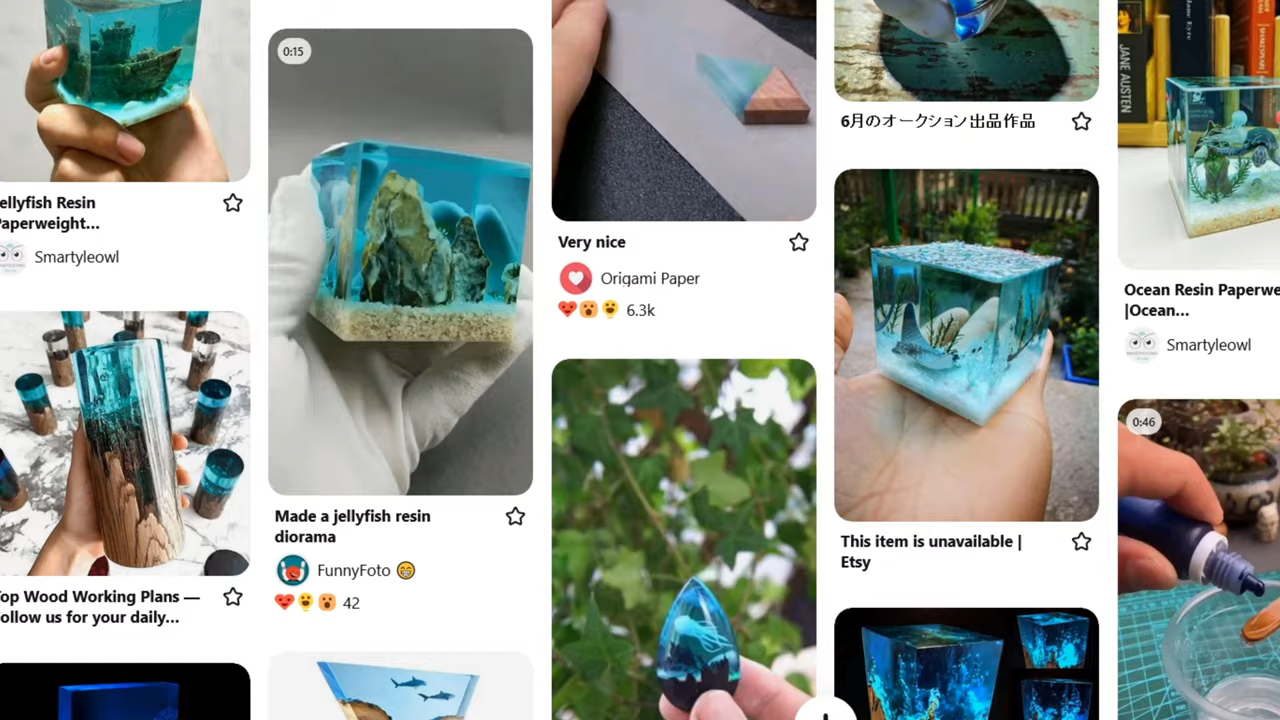 ellyfish Resin
Paperweight...
Smartyleowl
Top Wood Working Plans —
ollow us for your daily...
0:15
Made a jellyfish resin
diorama
FunnyFoto 😁
42
Very nice
Origami Paper
6.3k
6月のオークション出品作品
This item is unavailable |
Etsy
JANE AUSTEN
Ocean Resin Paperwe
|Ocean...
Smartyleowl
0:46